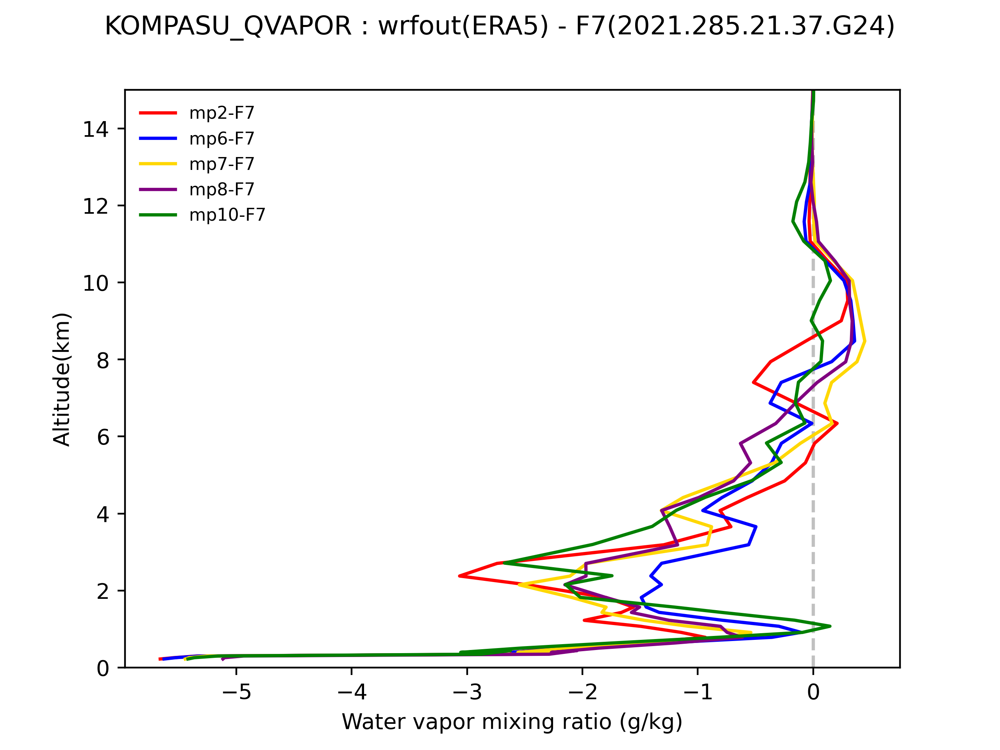 KOMPASU_QVAPOR : wrfout(ERA5) - F7(2021.285.21.37.G24)
mp2-F7
mp6-F7
mp7-F7
mp8-F7
mp10-F7
14
12
10
8
6
4
2
0
Altitude(km)
−5 −4 −3 −2 −1 0
Water vapor mixing ratio (g/kg)